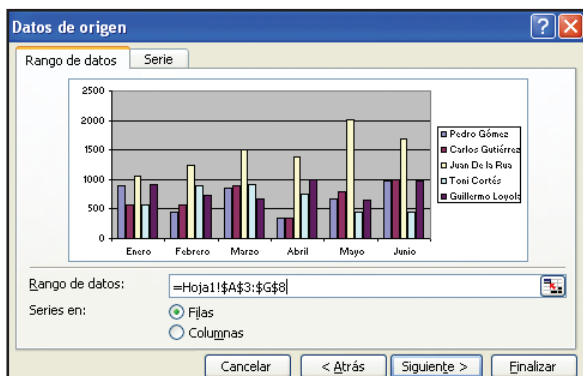 Datos de origen
Rango de datos
Serie
2500
2000
1500
1000
500
0
Enero
Febrero
Marzo
Abril
Mayo
Junio
Pedro Gómez
Carlos Gutiérrez
Juan De la Rua
Toni Cortés
Guillermo Loyola
Rango de datos:
=Hoja1!$A$3:$G$8
Series en:
Filas
Columnas
Cancelar
< Atrás
Siguiente >
Finalizar